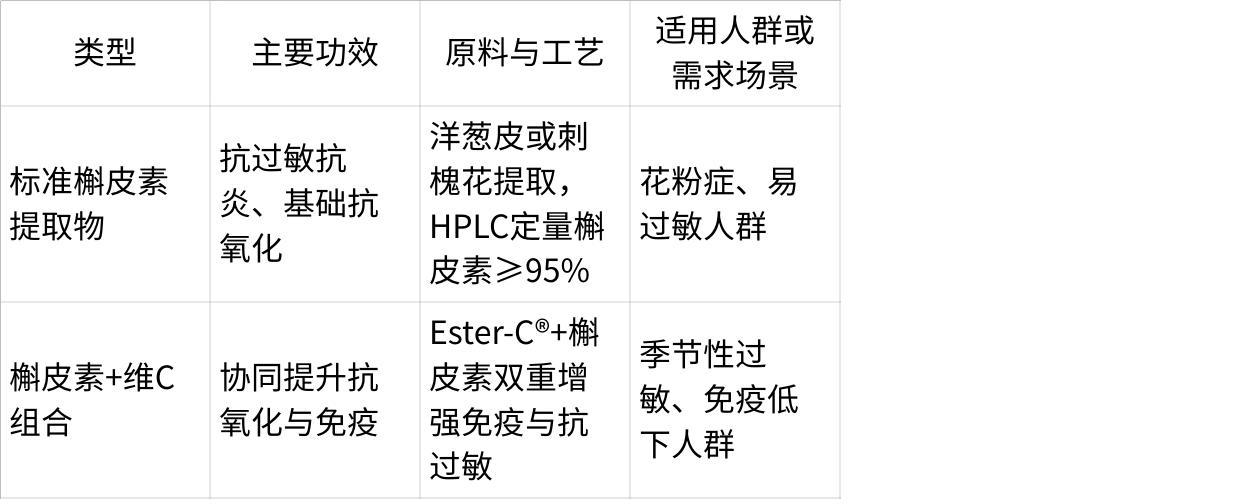 类型
主要功效
原料与工艺
适用人群或
需求场景
标准槲皮素
提取物
抗过敏抗
炎、基础抗
氧化
洋葱皮或刺
槐花提取，
HPLC定量槲
皮素≥95%
花粉症、易
过敏人群
槲皮素+维C
组合
协同提升抗
氧化与免疫
Ester-C®+槲
皮素双重增
强免疫与抗
过敏
季节性过
敏、免疫低
下人群